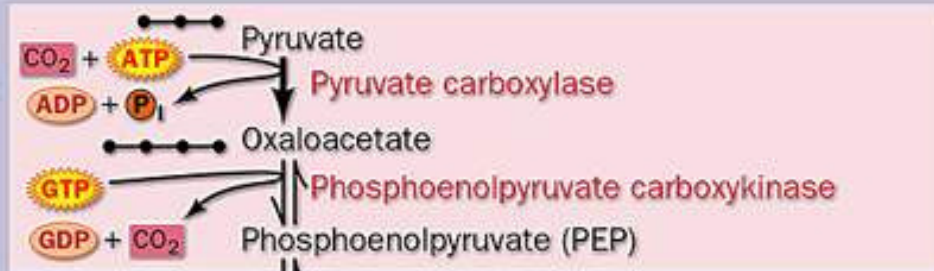 Pyruvate
CO₂ + ATP
Pyruvate carboxylase
ADP + Pᵢ
Oxaloacetate
GTP
Phosphoenolpyruvate carboxykinase
GDP + CO₂
Phosphoenolpyruvate (PEP)